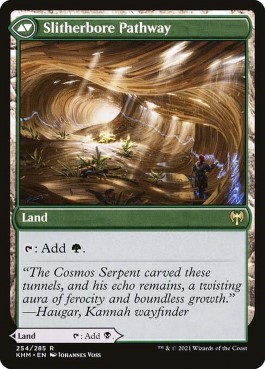 Slitherbore Pathway
Land
: Add .
“The Cosmos Serpent carved these
tunnels, and his echo remains, a twisting
aura of ferocity and boundless growth.”
—Haugar, Kannah wayfinder
Land : Add
254/285 R
KHM • EN Johannes Voss
™ & © 2021 Wizards of the Coast